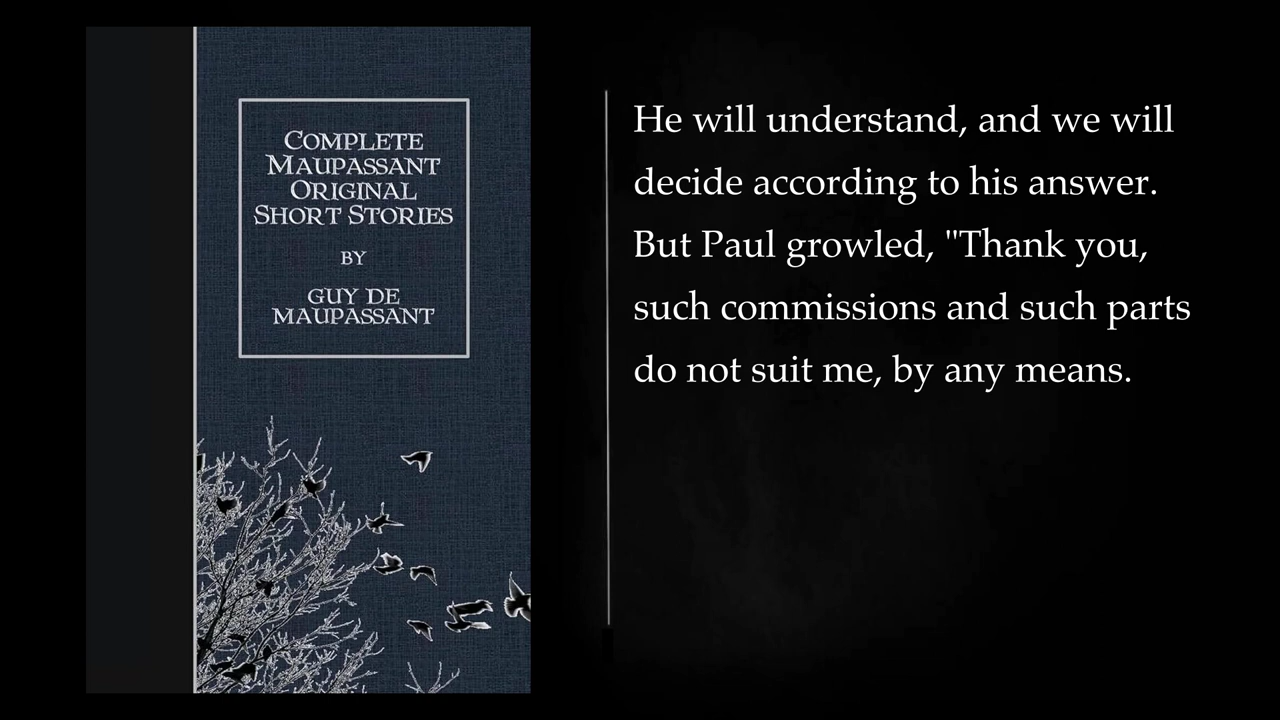 COMPLETE
MAUPASSANT
ORIGINAL
SHORT STORIES
BY
GUY DE
MAUPASSANT
He will understand, and we will
decide according to his answer.
But Paul growled, "Thank you,
such commissions and such parts
do not suit me, by any means.